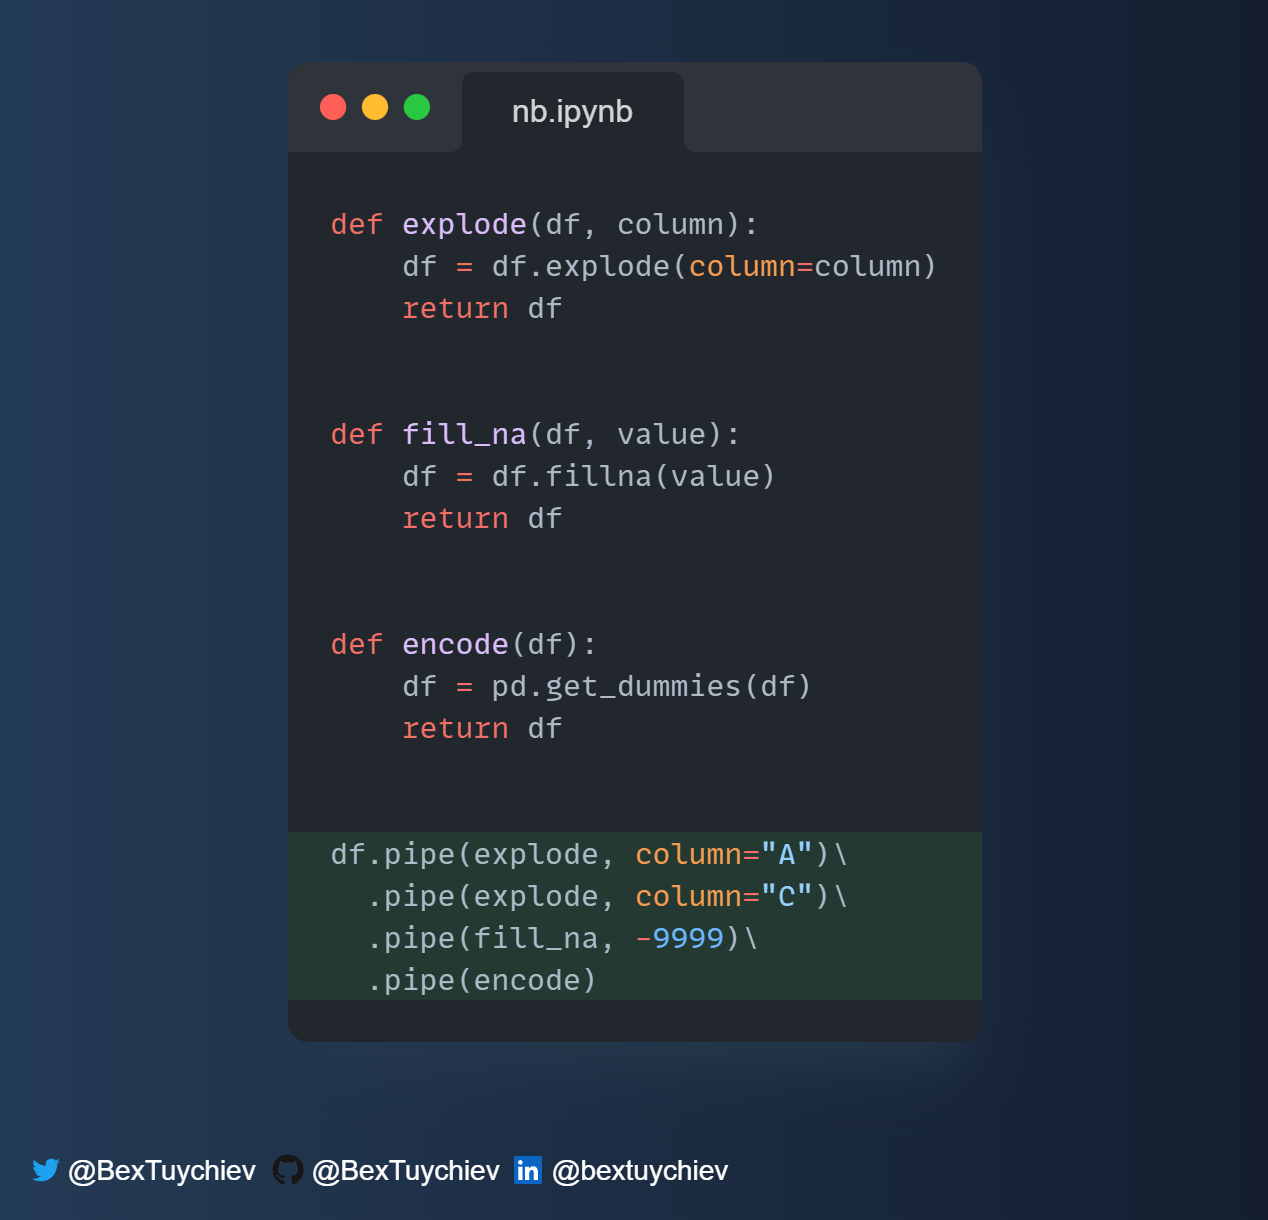 nb.ipynb
def explode(df, column):
    df = df.explode(column=column)
    return df
def fill_na(df, value):
    df = df.fillna(value)
    return df
def encode(df):
    df = pd.get_dummies(df)
    return df
df.pipe(explode, column="A")\
  .pipe(explode, column="C")\
  .pipe(fill_na, -9999)\
  .pipe(encode)
@BexTuychiev @BexTuychiev in @bextuychiev